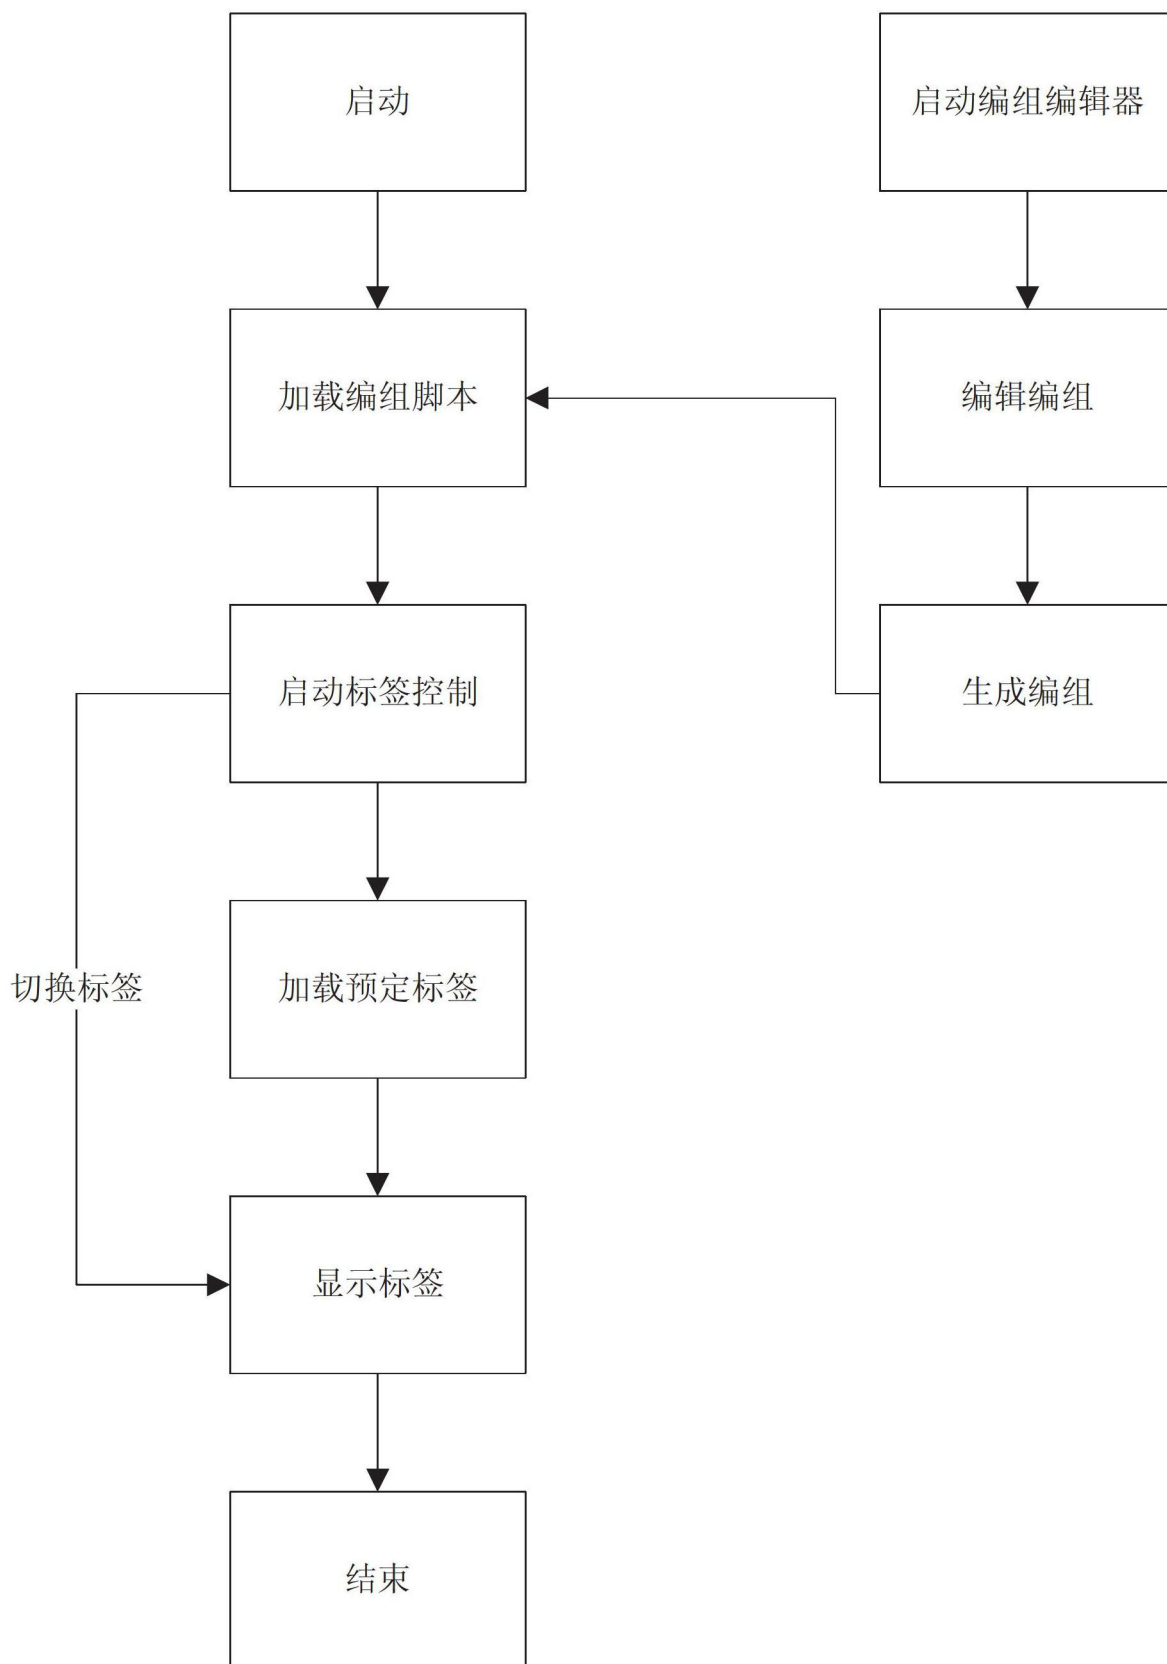 启动
启动编组编辑器
加载编组脚本
编辑编组
启动标签控制
生成编组
切换标签
加载预定标签
显示标签
结束